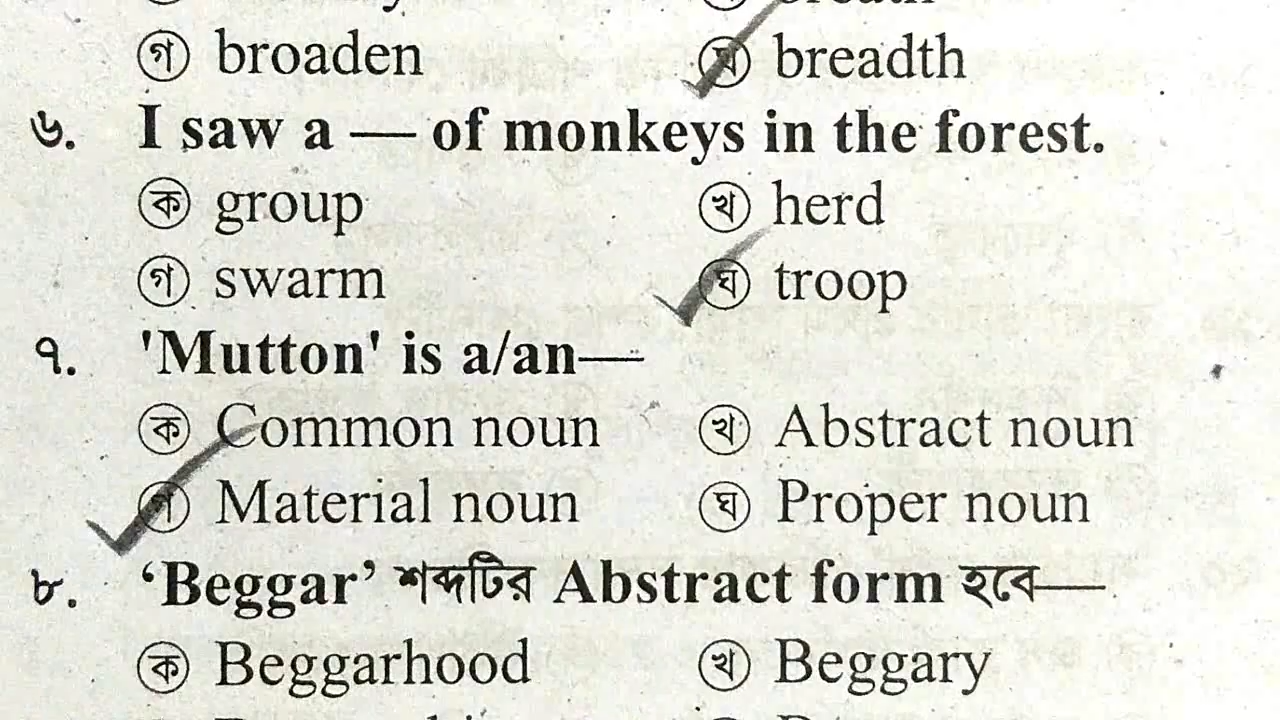 গ broaden ঘ breadth
৬. I saw a — of monkeys in the forest.
ক group খ herd
গ swarm ঘ troop
৭. 'Mutton' is a/an—
ক Common noun খ Abstract noun
গ Material noun ঘ Proper noun
৮. ‘Beggar’ শব্দটির Abstract form হবে—
ক Beggarhood খ Beggary